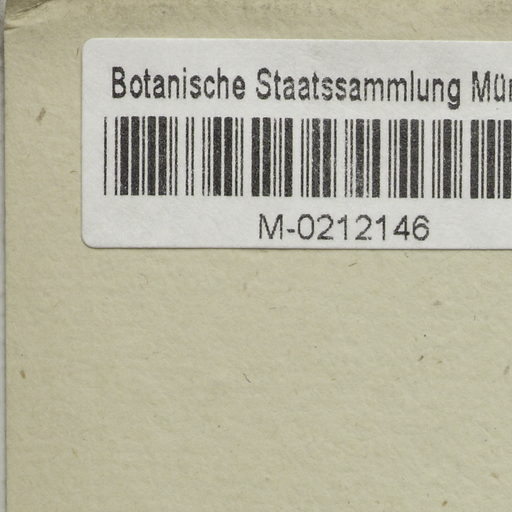 Botanische Staatssammlung Mün
M-0212146